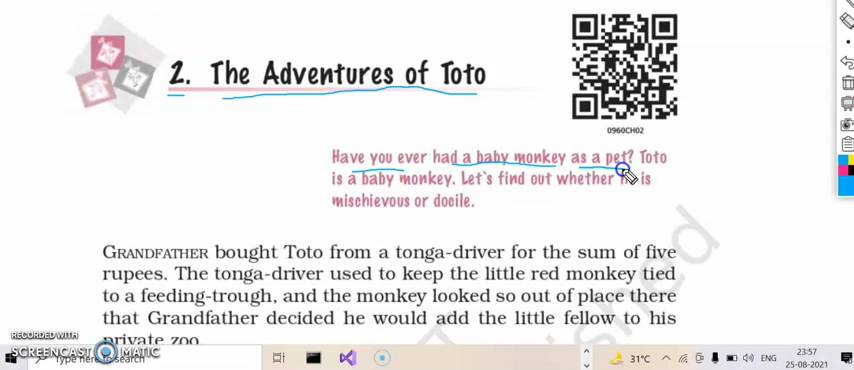 2. The Adventures of Toto
0960CH02
Have you ever had a baby monkey as a pet? Toto
is a baby monkey. Let's find out whether is
mischievous or docile.
GRANDFATHER bought Toto from a tonga-driver for the sum of five
rupees. The tonga-driver used to keep the little red monkey tied
to a feeding-trough, and the monkey looked so out of place there
that Grandfather decided he would add the little fellow to his
private zoo.
RECORDED WITH
SCREENCAST MATIC
Type here to search
31°C
ENG
23:57
25-08-2021